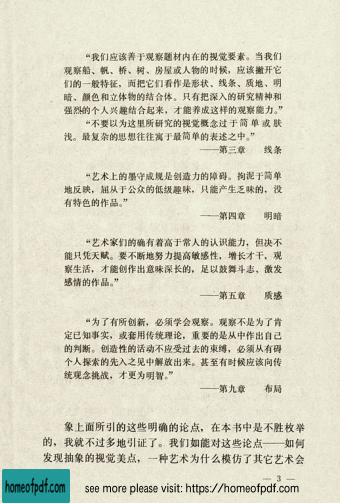 “我们应该善于观察题材内在的视觉要素。当我们
观察船、帆、桥、树、房屋或人物的时候，应该撇开它
们的一般特征，而把它们看作是形状、线条、质地、明
暗、颜色和立体物的结合体。只有把深入的研究精神和
强烈的个人兴趣结合起来，才能养成这样的观察能力。”
“不要以为这里所研究的视觉概念过于简单或肤
浅。最复杂的思想往往寓于最简单的表述之中。”
——第三章 线条
“艺术上的墨守成规是创造力的障碍。拘泥于简单
地反映，屈从于公众的低级趣味，只能产生乏味的，没
有特色的作品。”
——第四章 明暗
“艺术家们的确有着高于常人的认识能力，但决不
能只凭天赋。要不断地努力提高敏感性，增长才干，观
察生活，才能创作出意味深长的，足以鼓舞斗志、激发
感情的作品。”
——第五章 质感
“为了有所创新，必须学会观察。观察不是为了肯
定已知事实，或套用传统理论，重要的是从中作出自己
的判断。创造性的活动不应受过去的束缚，必须从有碍
个人探索的先入之见中解放出来。甚至有时候应该向传
统观念挑战，才更为明智。”
——第九章 布局
象上面所引的这些明确的论点，在本书中是不胜枚举
的，我就不过多地引证了。我们如能对这些论点——如何
发现抽象的视觉美点，一种艺术为什么模仿了其它艺术会
— 3 —
homeofpdf.com
see more please visit: https://homeofpdf.com